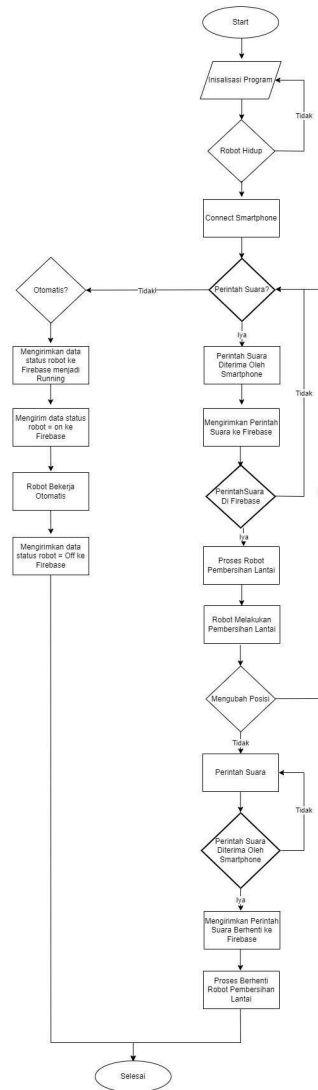 Start
Inisalisasi Program
Tidak
Robot Hidup
Connect Smartphone
Otomatis?
Tidak!
Perintah Suara?
Iya
Mengirimkan data
status robot ke
Firebase menjadi
Running
Perintah Suara
Diterima Oleh
Smartphone
Tidak
Mengirim data status
robot = on ke
Firebase
Mengirimkan Perintah
Suara ke Firebase
Robot Bekerja
Otomatis
PerintahSuara
Di Firebase
Iya
Mengirimkan data
status robot = Off ke
Firebase
Proses Robot
Pembersihan Lantai
Robot Melakukan
Pembersihan Lantai
Mengubah Posisi
Tidak
Perintah Suara
Tidak
Perintah Suara
Diterima Oleh
Smartphone
Iya
Mengirimkan Perintah
Suara Berhenti ke
Firebase
Proses Berhenti
Robot Pembersihan
Lantai
Selesai